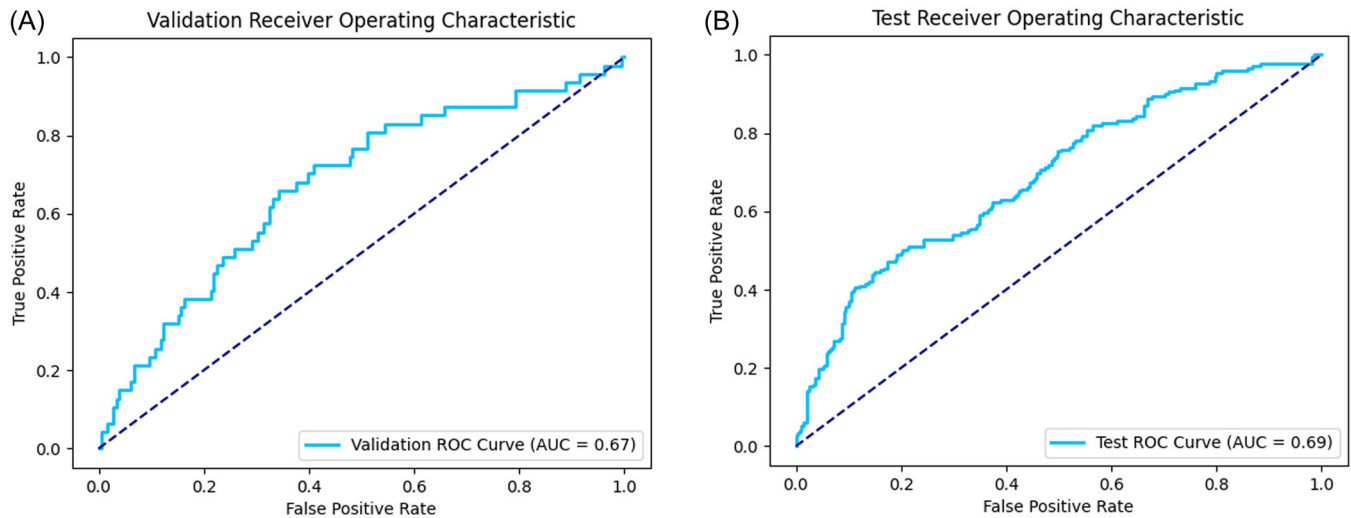 (A)
Validation Receiver Operating Characteristic
True Positive Rate
1.0
0.8
0.6
0.4
0.2
0.0
Validation ROC Curve (AUC = 0.67)
0.0 0.2 0.4 0.6 0.8 1.0
False Positive Rate
(B)
Test Receiver Operating Characteristic
True Positive Rate
1.0
0.8
0.6
0.4
0.2
0.0
Test ROC Curve (AUC = 0.69)
0.0 0.2 0.4 0.6 0.8 1.0
False Positive Rate